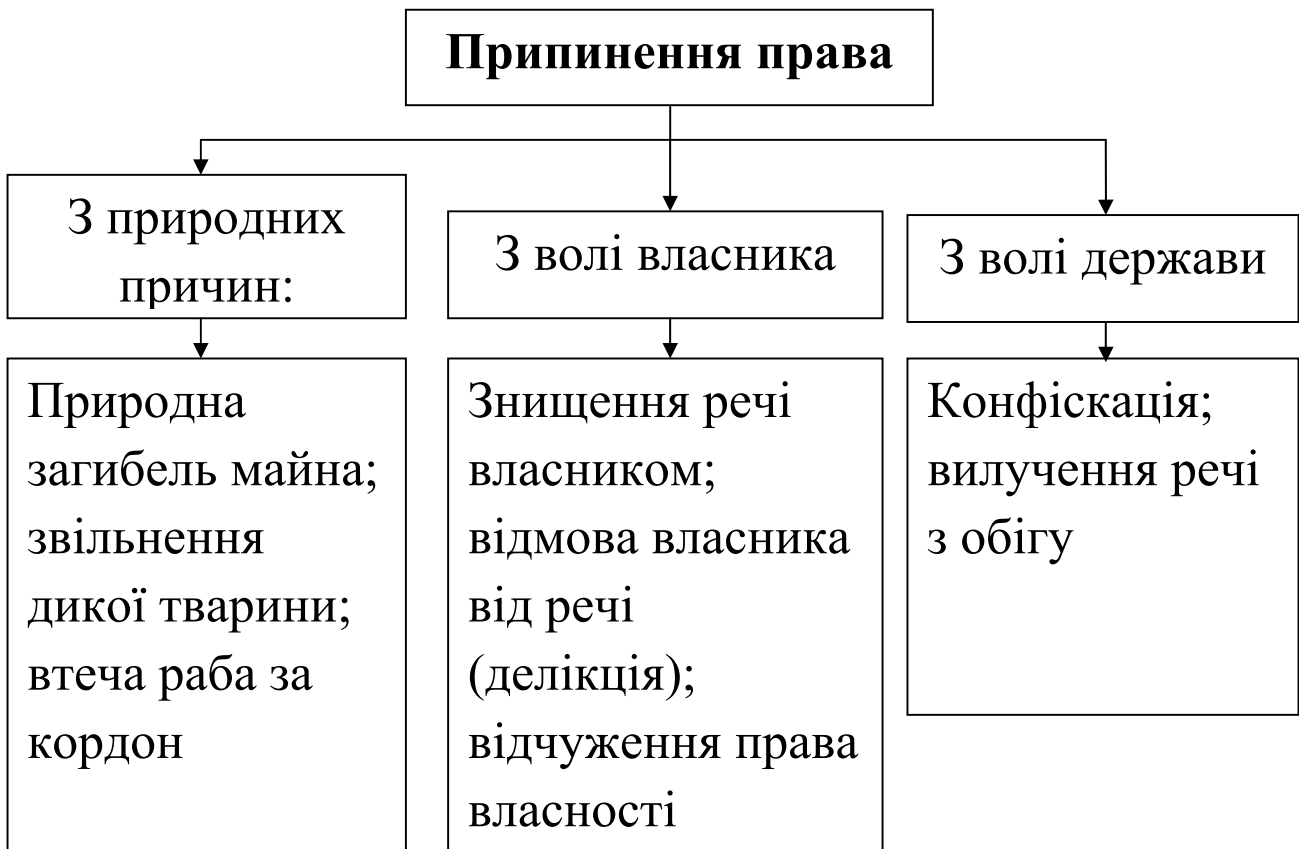 Припинення права
З природних
причин:
З волі власника
З волі держави
Природна
загибель майна;
звільнення
дикої тварини;
втеча раба за
кордон
Знищення речі
власником;
відмова власника
від речі
(делікція);
відчуження права
власності
Конфіскація;
вилучення речі
з обігу